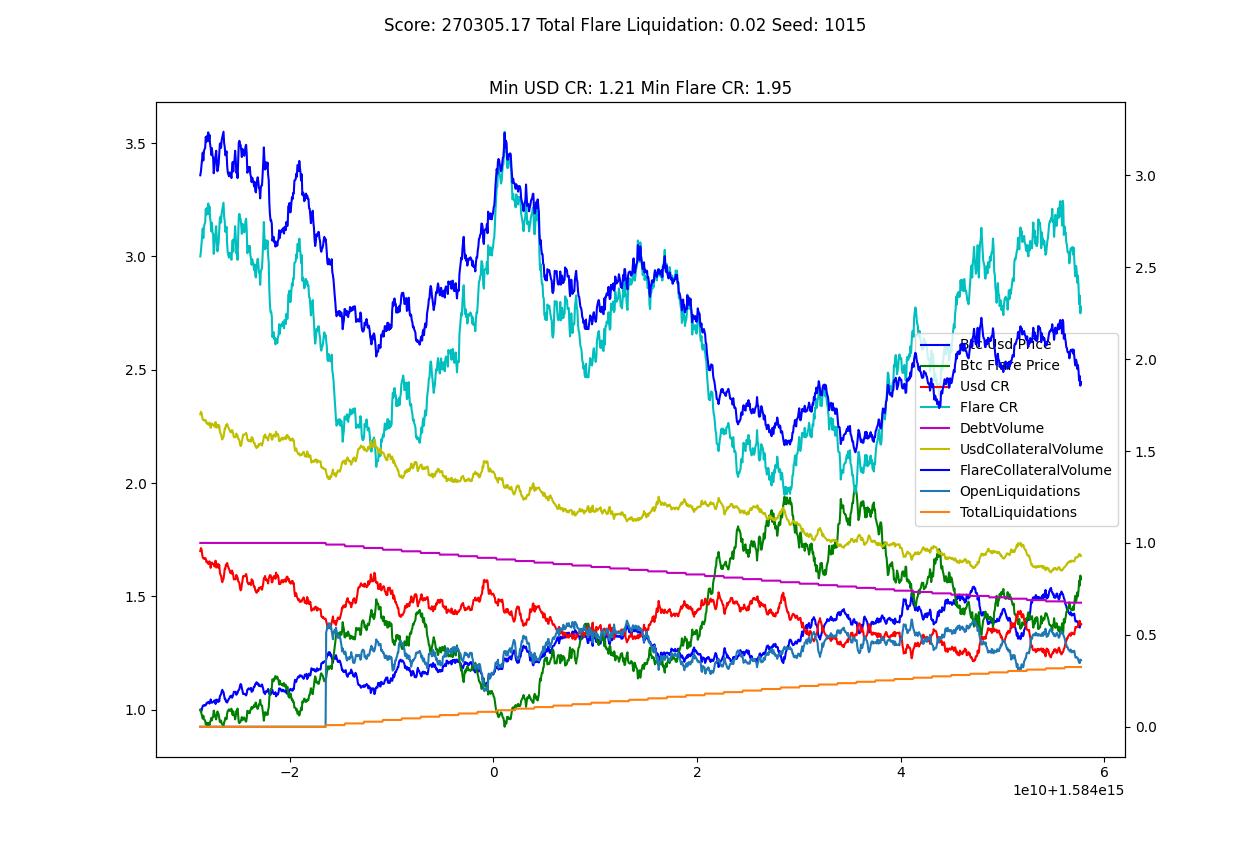 Score: 270305.17 Total Flare Liquidation: 0.02 Seed: 1015
Min USD CR: 1.21 Min Flare CR: 1.95
3.5
3.0
2.5
2.0
1.5
1.0
3.0
2.5
2.0
1.5
1.0
0.5
0.0
Btc Usd Price
Btc Flare Price
Usd CR
Flare CR
DebtVolume
UsdCollateralVolume
FlareCollateralVolume
OpenLiquidations
TotalLiquidations
−2 0 2 4 6
1e10+1.584e15